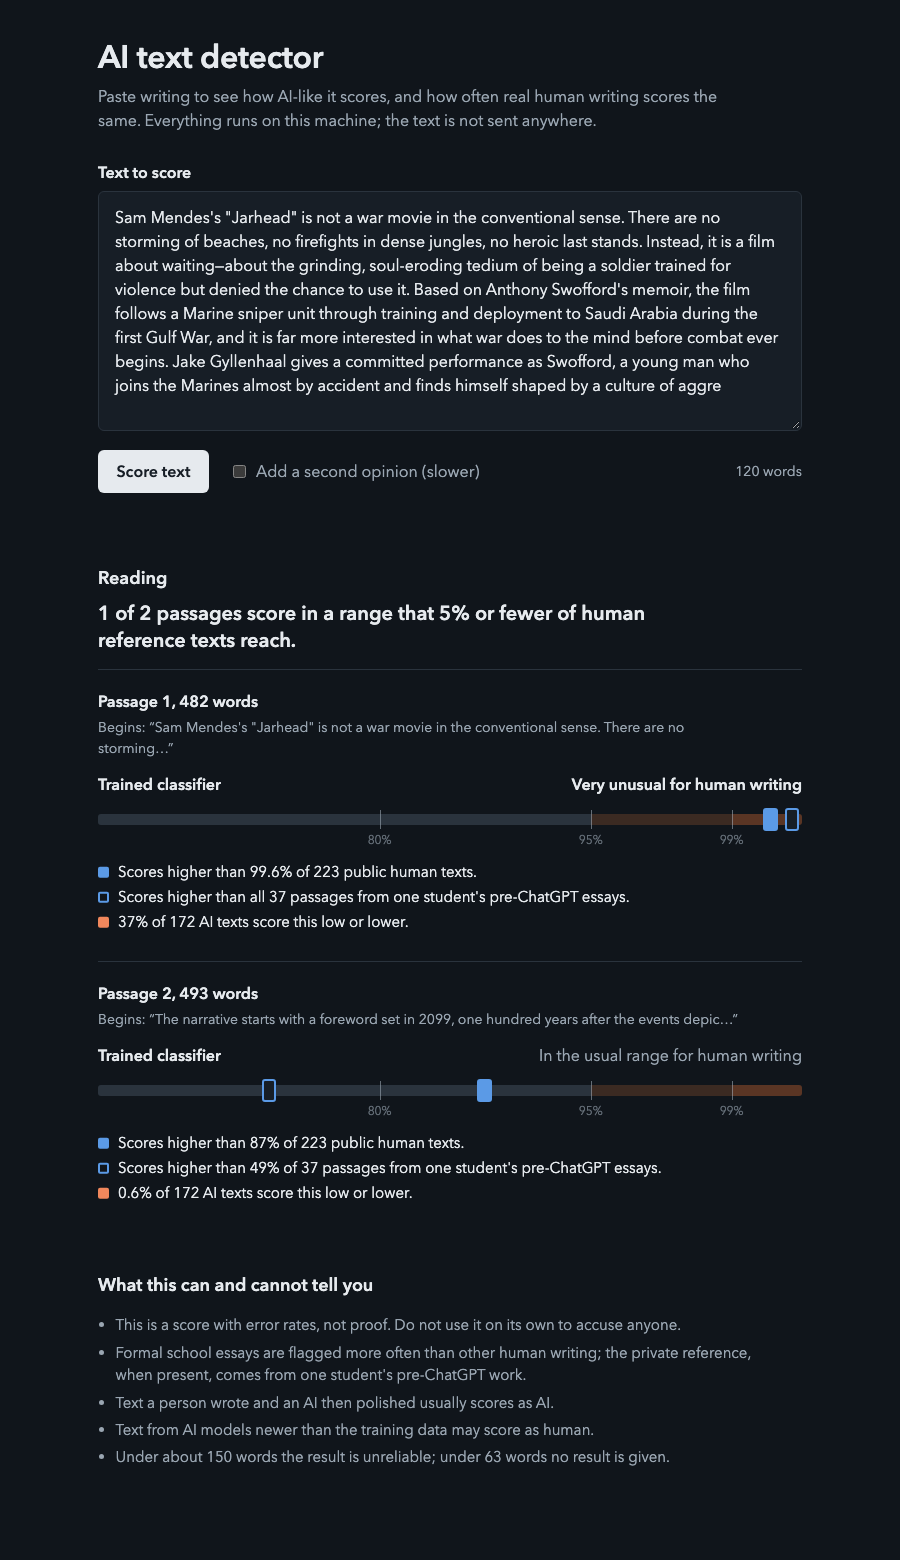 AI text detector
Paste writing to see how AI-like it scores, and how often real human writing scores the
same. Everything runs on this machine; the text is not sent anywhere.
Text to score
Sam Mendes's "Jarhead" is not a war movie in the conventional sense. There are no
storming of beaches, no firefights in dense jungles, no heroic last stands. Instead, it is a film
about waiting—about the grinding, soul-eroding tedium of being a soldier trained for
violence but denied the chance to use it. Based on Anthony Swofford's memoir, the film
follows a Marine sniper unit through training and deployment to Saudi Arabia during the
first Gulf War, and it is far more interested in what war does to the mind before combat ever
begins. Jake Gyllenhaal gives a committed performance as Swofford, a young man who
joins the Marines almost by accident and finds himself shaped by a culture of aggre
Score text
Add a second opinion (slower)
120 words
Reading
1 of 2 passages score in a range that 5% or fewer of human
reference texts reach.
Passage 1, 482 words
Begins: “Sam Mendes's "Jarhead" is not a war movie in the conventional sense. There are no
storming…”
Trained classifier
Very unusual for human writing
80%
95%
99%
Scores higher than 99.6% of 223 public human texts.
Scores higher than all 37 passages from one student's pre-ChatGPT essays.
37% of 172 AI texts score this low or lower.
Passage 2, 493 words
Begins: “The narrative starts with a foreword set in 2099, one hundred years after the events depic…”
Trained classifier
In the usual range for human writing
80%
95%
99%
Scores higher than 87% of 223 public human texts.
Scores higher than 49% of 37 passages from one student's pre-ChatGPT essays.
0.6% of 172 AI texts score this low or lower.
What this can and cannot tell you
• This is a score with error rates, not proof. Do not use it on its own to accuse anyone.
• Formal school essays are flagged more often than other human writing; the private reference,
when present, comes from one student's pre-ChatGPT work.
• Text a person wrote and an AI then polished usually scores as AI.
• Text from AI models newer than the training data may score as human.
• Under about 150 words the result is unreliable; under 63 words no result is given.